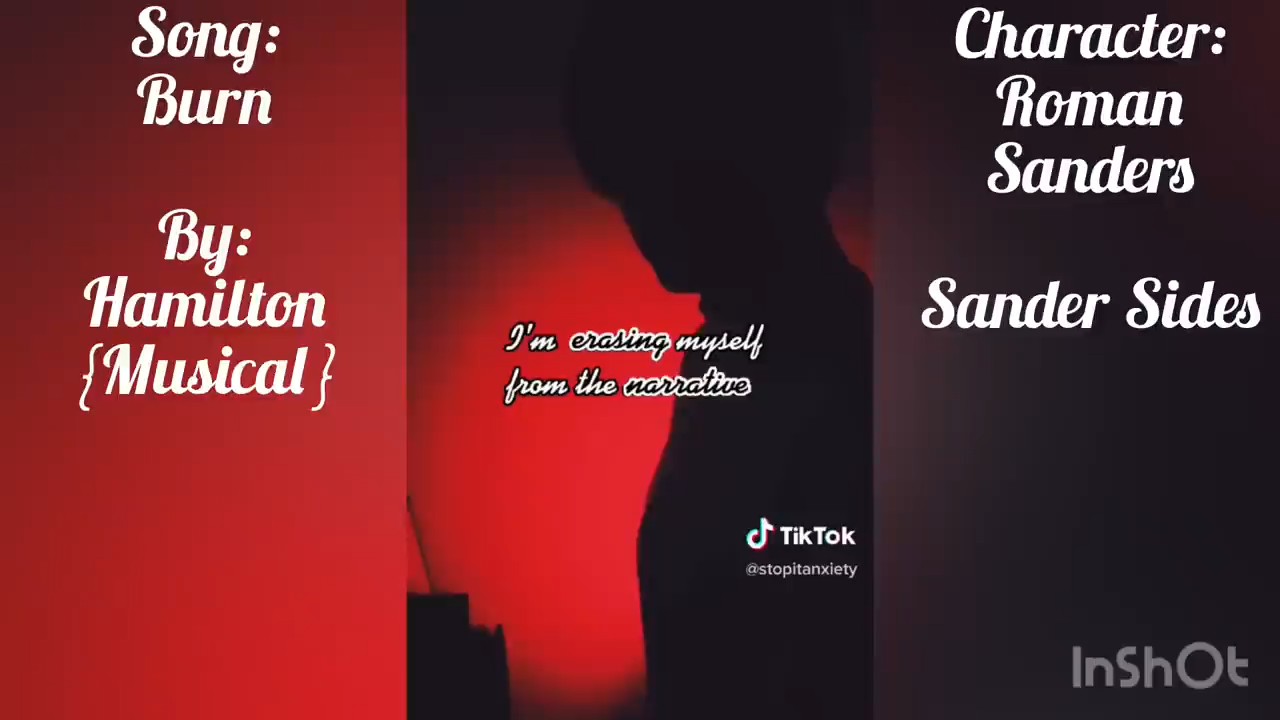 Song:
Burn
By:
Hamilton
{Musical}
I'm erasing myself
from the narrative
TikTok
@stopitanxiety
Character:
Roman
Sanders
Sander Sides
InShOt